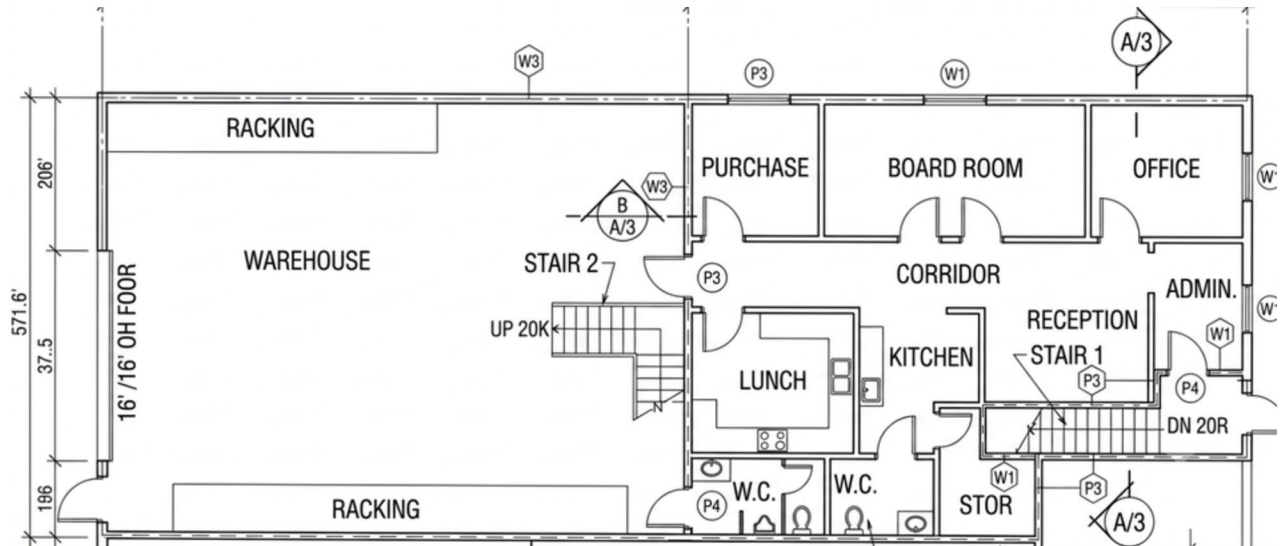 A/3
W3
P3
W1
RACKING
206'
PURCHASE
BOARD ROOM
OFFICE
W1
W3
B
A/3
WAREHOUSE
STAIR 2
P3
CORRIDOR
ADMIN.
571.6'
16' /16' OH FOOR
UP 20K
RECEPTION
W1
W1
37..5
LUNCH
KITCHEN
STAIR 1
P3
P4
N
DN 20R
196
RACKING
P4
W.C.
W.C.
STOR
W1
P3
A/3